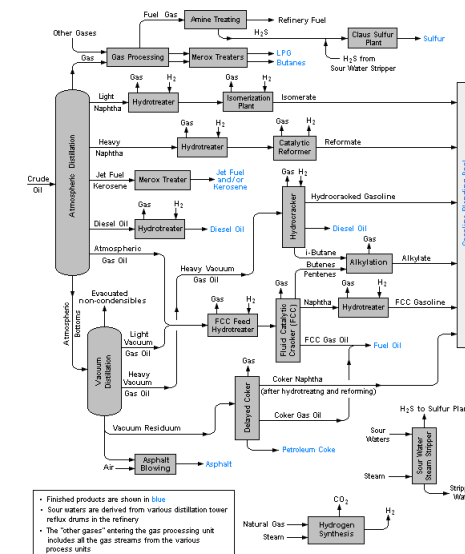 Fuel Gas
Amine Treating
Refinery Fuel
Other Gases
H₂S
Claus Sulfur
Plant
Sulfur
Gas
Gas Processing
Merox Treaters
LPG
Butanes
H₂S from
Sour Water Stripper
Gas
H₂
Gas
H₂
Light
Naphtha
Hydrotreater
Isomerization
Plant
Isomerate
Atmospheric Distillation
Gas
H₂
Gas
H₂
Heavy
Naphtha
Hydrotreater
Catalytic
Reformer
Reformate
Crude
Oil
Jet Fuel
Kerosene
Merox Treater
Jet Fuel
and/or
Kerosene
Gas
H₂
Hydrocracker
Hydrocracked Gasoline
Gas
H₂
Diesel Oil
Hydrotreater
Diesel Oil
Diesel Oil
Atmospheric
Gas Oil
i-Butane
Butenes
Pentenes
Gas
Alkylation
Alkylate
Heavy Vacuum
Gas Oil
Evacuated
non-condensibles
Gas
H₂
Gas
Naphtha
Gas
H₂
Hydrotreater
FCC Gasoline
Atmospheric
Bottoms
FCC Feed
Hydrotreater
Fluid Catalytic
Cracker (FCC)
Light
Vacuum
Gas Oil
FCC Gas Oil
Fuel Oil
Vacuum
Distillation
Heavy
Vacuum
Gas Oil
Gas
Delayed Coker
Coker Naphtha
(after hydrotreatng and reforming)
Coker Gas Oil
Vacuum Residuum
Petroleum Coke
Air
Asphalt
Blowing
Asphalt
H₂S to Sulfur Plan
Sour
Waters
Sour Water
Steam Stripper
Steam
Strip
Wate
• Finished products are shown in blue
• Sour waters are derived from various distillation tower
reflux drums in the refinery
• The "other gases" entering the gas processing unit
includes all the gas streams from the various
process units
CO₂
Natural Gas
Steam
Hydrogen
Synthesis
H₂